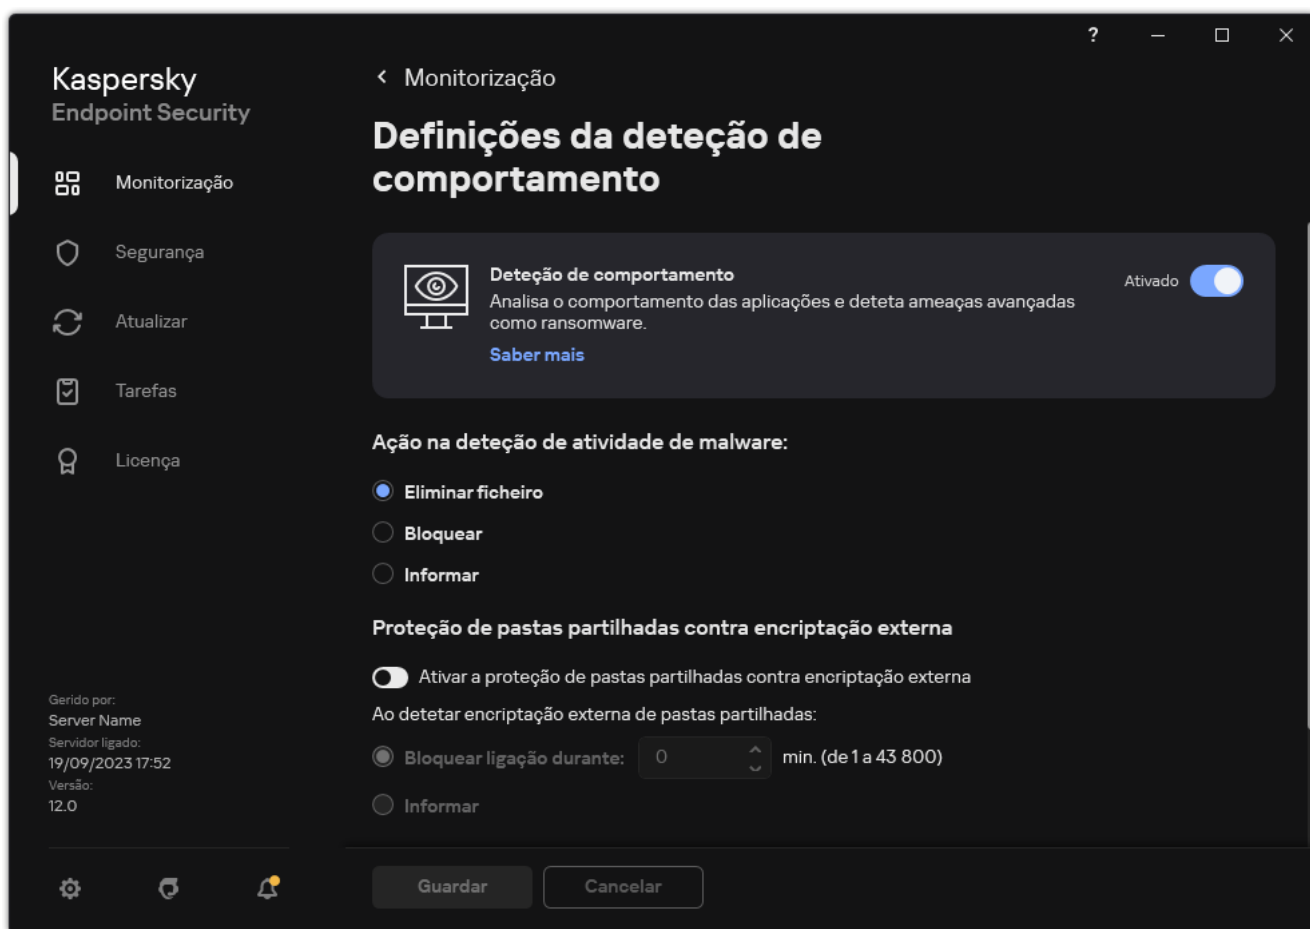 ?
Kaspersky
Endpoint Security
Monitorização
Segurança
Atualizar
Tarefas
Licença
Gerido por:
Server Name
Servidor ligado:
19/09/2023 17:52
Versão:
12.0
Monitorização
Definições da deteção de
comportamento
Deteção de comportamento
Analisa o comportamento das aplicações e deteta ameaças avançadas
como ransomware.
Saber mais
Ativado
Ação na deteção de atividade de malware:
Eliminar ficheiro
Bloquear
Informar
Proteção de pastas partilhadas contra encriptação externa
Ativar a proteção de pastas partilhadas contra encriptação externa
Ao detetar encriptação externa de pastas partilhadas:
Bloquear ligação durante: 0 min. (de 1 a 43 800)
Informar
Guardar Cancelar